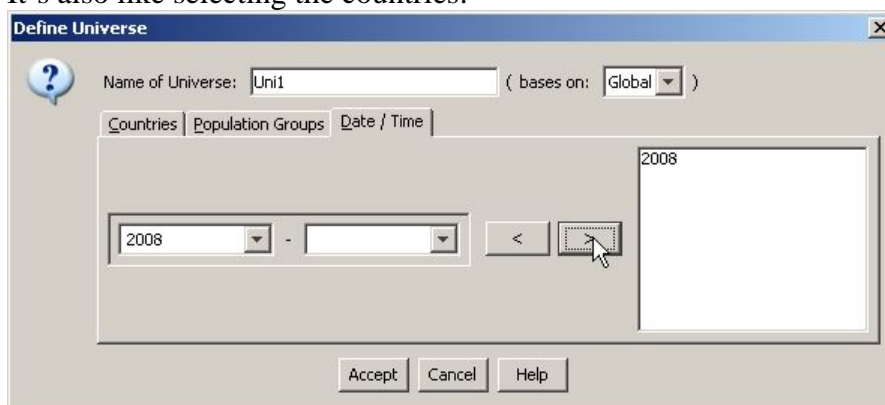 It's also like selecting the countries.
Define Universe
Name of Universe: Uni1 ( bases on: Global )
Countries Population Groups Date / Time
2008
2008 - < >
Accept Cancel Help